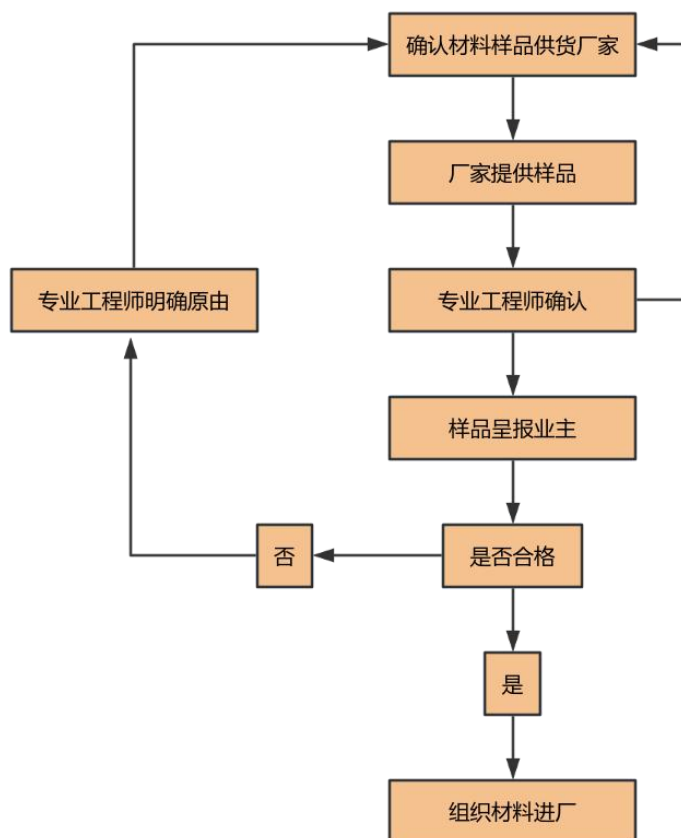 确认材料样品供货厂家
厂家提供样品
专业工程师明确原由
专业工程师确认
样品呈报业主
否
是否合格
是
组织材料进厂